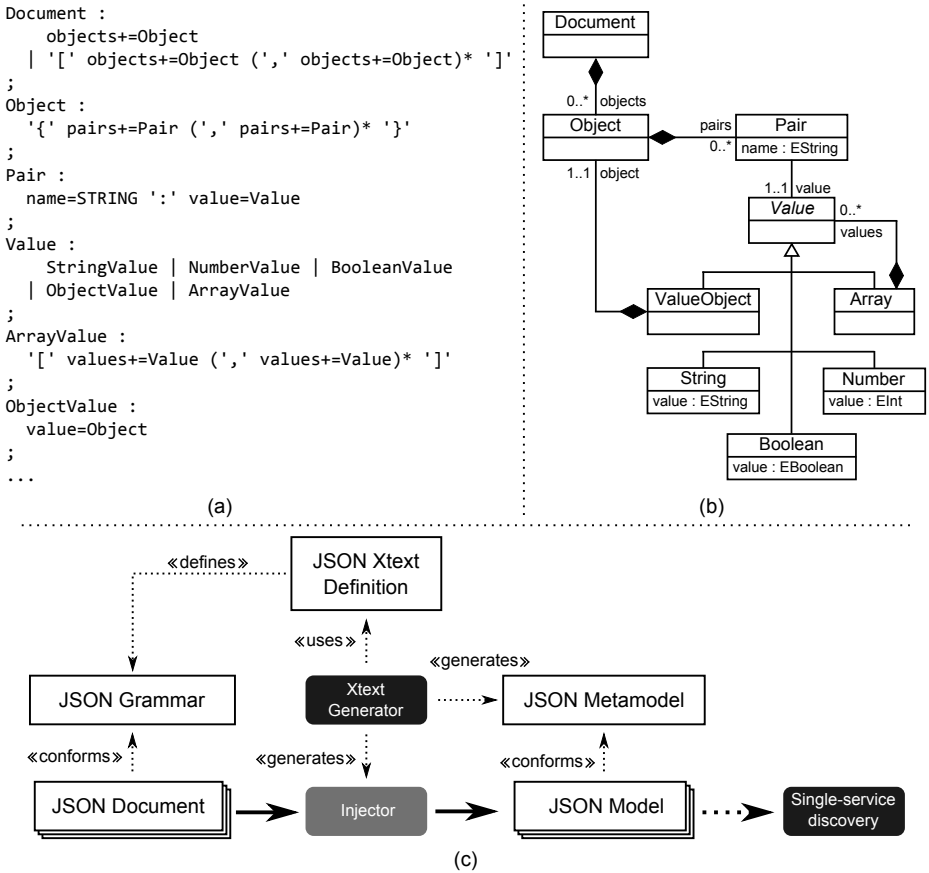 Document :
    objects+=Object
  | '[' objects+=Object (',' objects+=Object)* ']'
;
Object :
  '{' pairs+=Pair (',' pairs+=Pair)* '}'
;
Pair :
  name=STRING ':' value=Value
;
Value :
    StringValue | NumberValue | BooleanValue
  | ObjectValue | ArrayValue
;
ArrayValue :
  '[' values+=Value (',' values+=Value)* ']'
;
ObjectValue :
  value=Object
;
...
(a)
Document
0..* objects
Object
pairs
0..*
Pair
name : EString
1..1 object
1..1 value
Value
0..*
values
ValueObject
Array
String
value : EString
Number
value : EInt
Boolean
value : EBoolean
(b)
«defines»
JSON Xtext
Definition
«uses»
«generates»
JSON Grammar
Xtext
Generator
JSON Metamodel
«conforms»
«generates»
«conforms»
JSON Document
Injector
JSON Model
Single-service
discovery
(c)